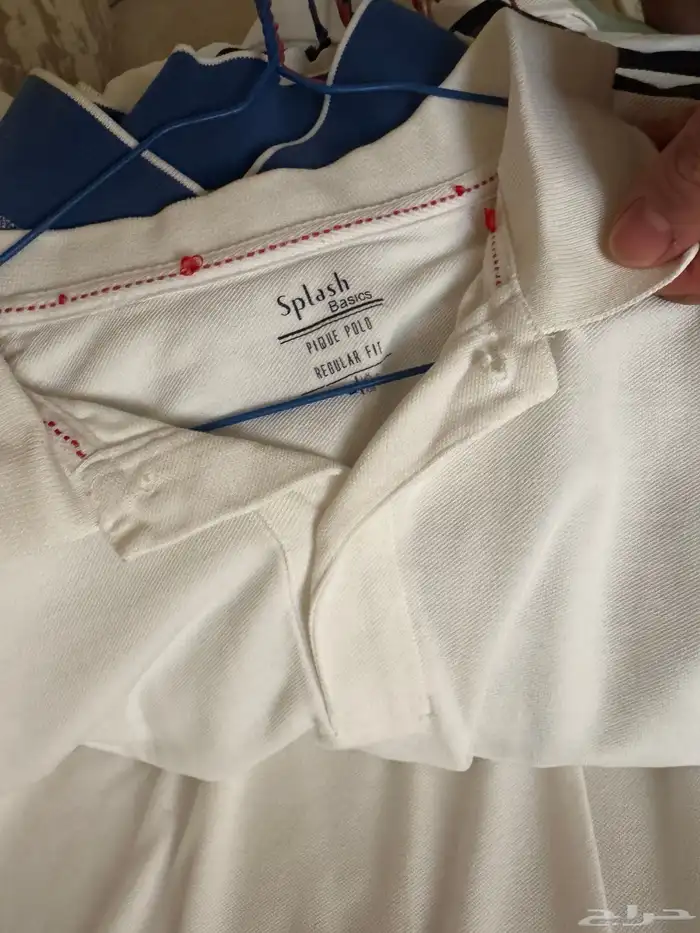 Splash
Basics
PIQUE POLO
REGULAR FIT
حراج